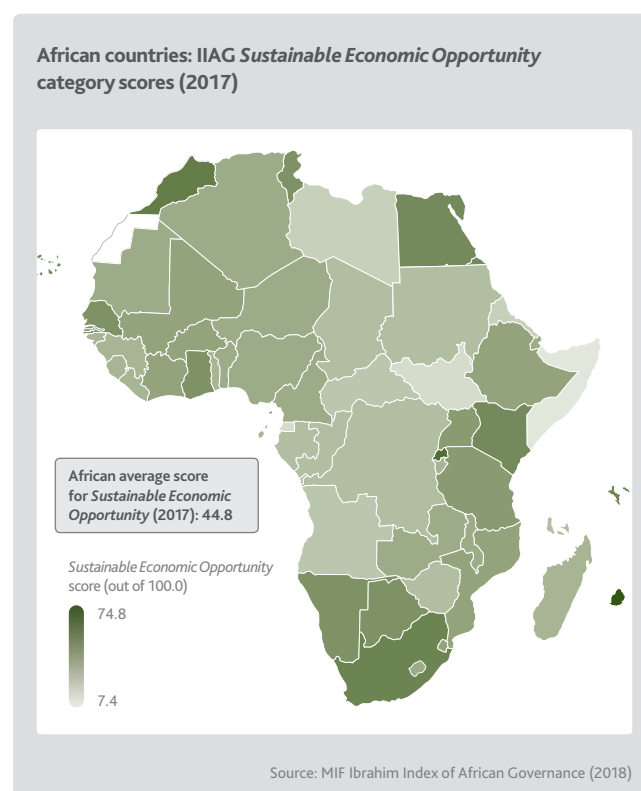 African countries: IIAG Sustainable Economic Opportunity
category scores (2017)
African average score
for Sustainable Economic
Opportunity (2017): 44.8
Sustainable Economic Opportunity
score (out of 100.0)
74.8
7.4
Source: MIF Ibrahim Index of African Governance (2018)